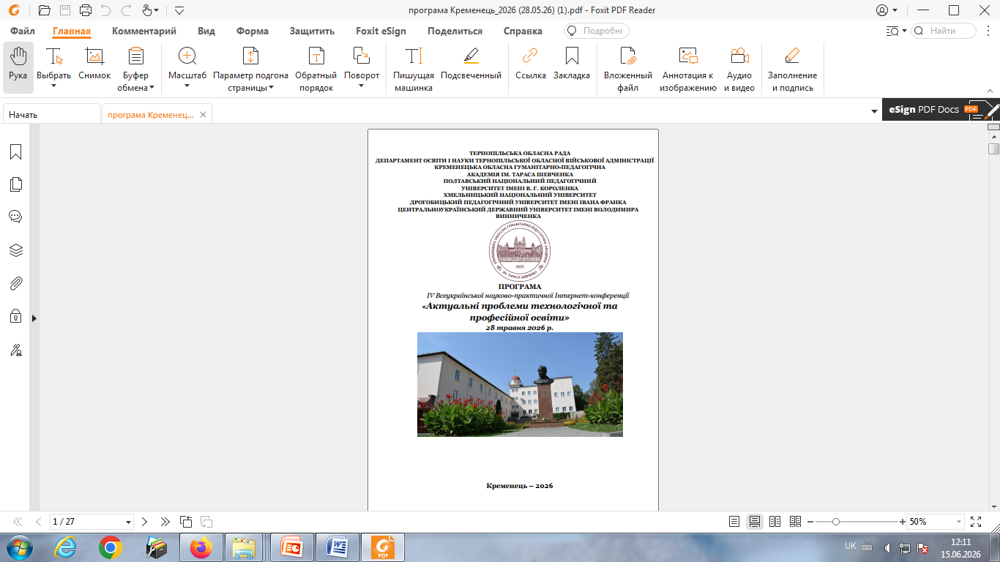 програма Кременець_2026 (28.05.26) (1).pdf - Foxit PDF Reader
Файл Главная Комментарий Вид Форма Защитить Foxit eSign Поделиться Справка Подробне Найти
Рука Выбрать Снимок Буфер обмена Масштаб Параметр подгона страницы Обратный порядок Поворот Пишущая машинка Подсвеченный Ссылка Закладка Вложенный файл Аннотация к изображению Аудио и видео Заполнение и подпись
Начать програма Кременец... eSign PDF Docs PDF
ТЕРНОПІЛЬСЬКА ОБЛАСНА РАДА
ДЕПАРТАМЕНТ ОСВІТИ І НАУКИ ТЕРНОПІЛЬСЬКОЇ ОБЛАСНОЇ ВІЙСЬКОВОЇ АДМІНІСТРАЦІЇ
КРЕМЕНЕЦЬКА ОБЛАСНА ГУМАНІТАРНО-ПЕДАГОГІЧНА
АКАДЕМІЯ ІМ. ТАРАСА ШЕВЧЕНКА
ПОЛТАВСЬКИЙ НАЦІОНАЛЬНИЙ ПЕДАГОГІЧНИЙ
УНІВЕРСИТЕТ ІМЕНІ В. Г. КОРОЛЕНКА
ХМЕЛЬНИЦЬКИЙ НАЦІОНАЛЬНИЙ УНІВЕРСИТЕТ
ДРОГОБИЦЬКИЙ ПЕДАГОГІЧНИЙ УНІВЕРСИТЕТ ІМЕНІ ІВАНА ФРАНКА
ЦЕНТРАЛЬНОУКРАЇНСЬКИЙ ДЕРЖАВНИЙ УНІВЕРСИТЕТ ІМЕНІ ВОЛОДИМИРА
ВИННИЧЕНКА
КРЕМЕНЕЦЬКА ОБЛАСНА ГУМАНІТАРНО-ПЕДАГОГІЧНА АКАДЕМІЯ
ІМ. ТАРАСА ШЕВЧЕНКА
1805
ПРОГРАМА
IV Всеукраїнської науково-практичної Інтернет-конференції
«Актуальні проблеми технологічної та
професійної освіти»
28 травня 2026 р.
Кременець – 2026
1 / 27 50%
PDF
UK 12:11
15.06.2026